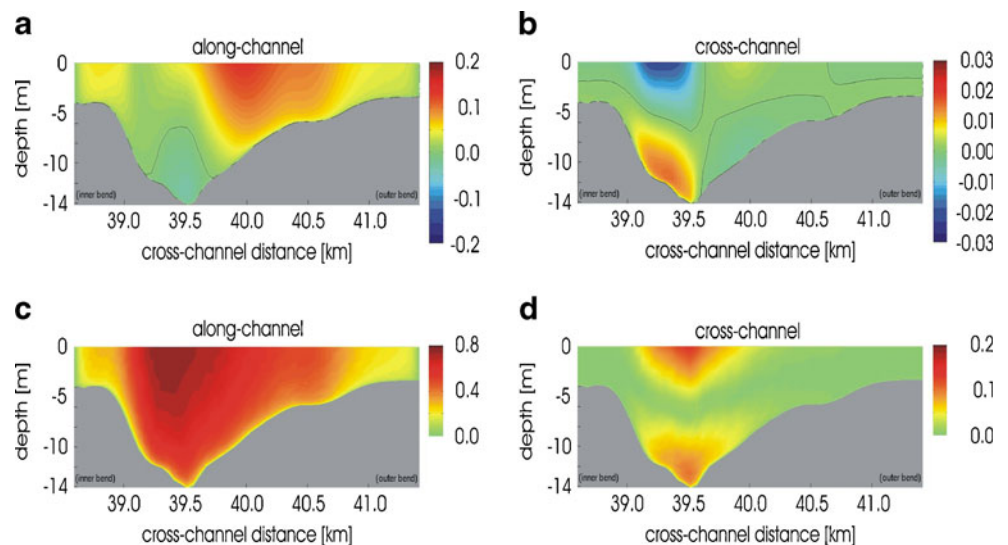 a
along-channel
depth [m]
0
-5
-10
-14
(inner bend)
(outer bend)
39.0 39.5 40.0 40.5 41.0
cross-channel distance [km]
0.2
0.1
0.0
-0.1
-0.2
b
cross-channel
depth [m]
0
-5
-10
-14
(inner bend)
(outer bend)
39.0 39.5 40.0 40.5 41.0
cross-channel distance [km]
0.03
0.02
0.01
0.00
-0.01
-0.02
-0.03
c
along-channel
depth [m]
0
-5
-10
-14
(inner bend)
(outer bend)
39.0 39.5 40.0 40.5 41.0
cross-channel distance [km]
0.8
0.4
0.0
d
cross-channel
depth [m]
0
-5
-10
-14
(inner bend)
(outer bend)
39.0 39.5 40.0 40.5 41.0
cross-channel distance [km]
0.2
0.1
0.0